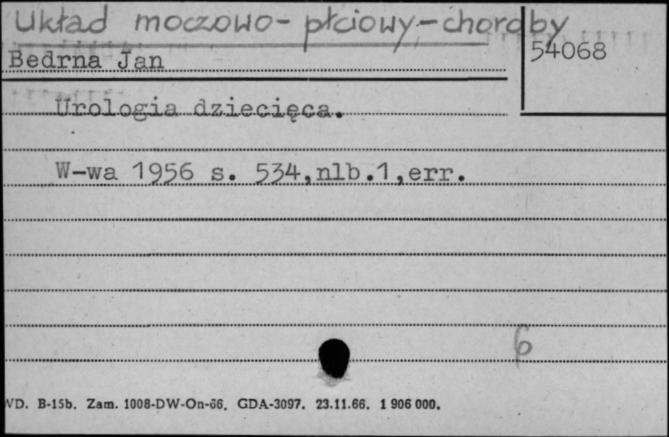 Układ moczowo-płciowy-choroby
54068
Bedrna Jan
Urologia dziecięca.
W-wa 1956 s. 534,nlb.1,err.
6
WD. B-15b. Zam. 1008-DW-On-66. GDA-3097. 23.11.66. 1 906 000.